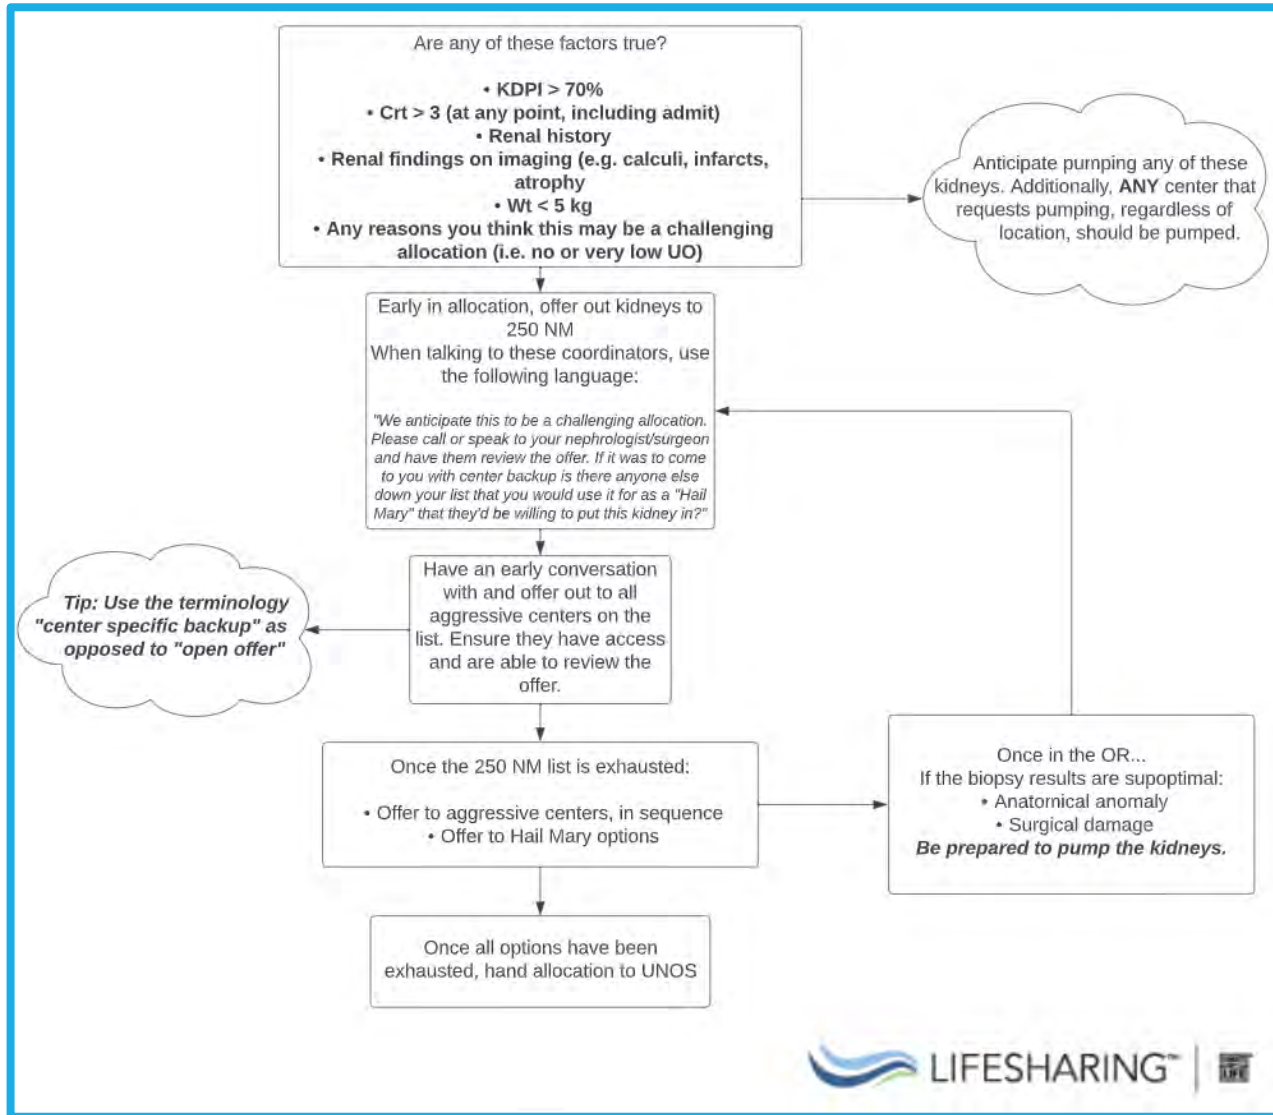 Are any of these factors true?
• KDPI > 70%
• Crt > 3 (at any point, including admit)
• Renal history
• Renal findings on imaging (e.g. calculi, infarcts,
atrophy
• Wt < 5 kg
• Any reasons you think this may be a challenging
allocation (i.e. no or very low UO)
Anticipate pumping any of these
kidneys. Additionally, ANY center that
requests pumping, regardless of
location, should be pumped.
Early in allocation, offer out kidneys to
250 NM
When talking to these coordinators, use
the following language:
"We anticipate this to be a challenging allocation.
Please call or speak to your nephrologist/surgeon
and have them review the offer. If it was to come
to you with center backup is there anyone else
down your list that you would use it for as a "Hail
Mary" that they'd be willing to put this kidney in?"
Have an early conversation
with and offer out to all
aggressive centers on the
list. Ensure they have access
and are able to review the
offer.
Tip: Use the terminology
"center specific backup" as
opposed to "open offer"
Once the 250 NM list is exhausted:
• Offer to aggressive centers, in sequence
• Offer to Hail Mary options
Once in the OR...
If the biopsy results are supoptimal:
• Anatomical anomaly
• Surgical damage
Be prepared to pump the kidneys.
Once all options have been
exhausted, hand allocation to UNOS
LIFESHARING™
LIFE